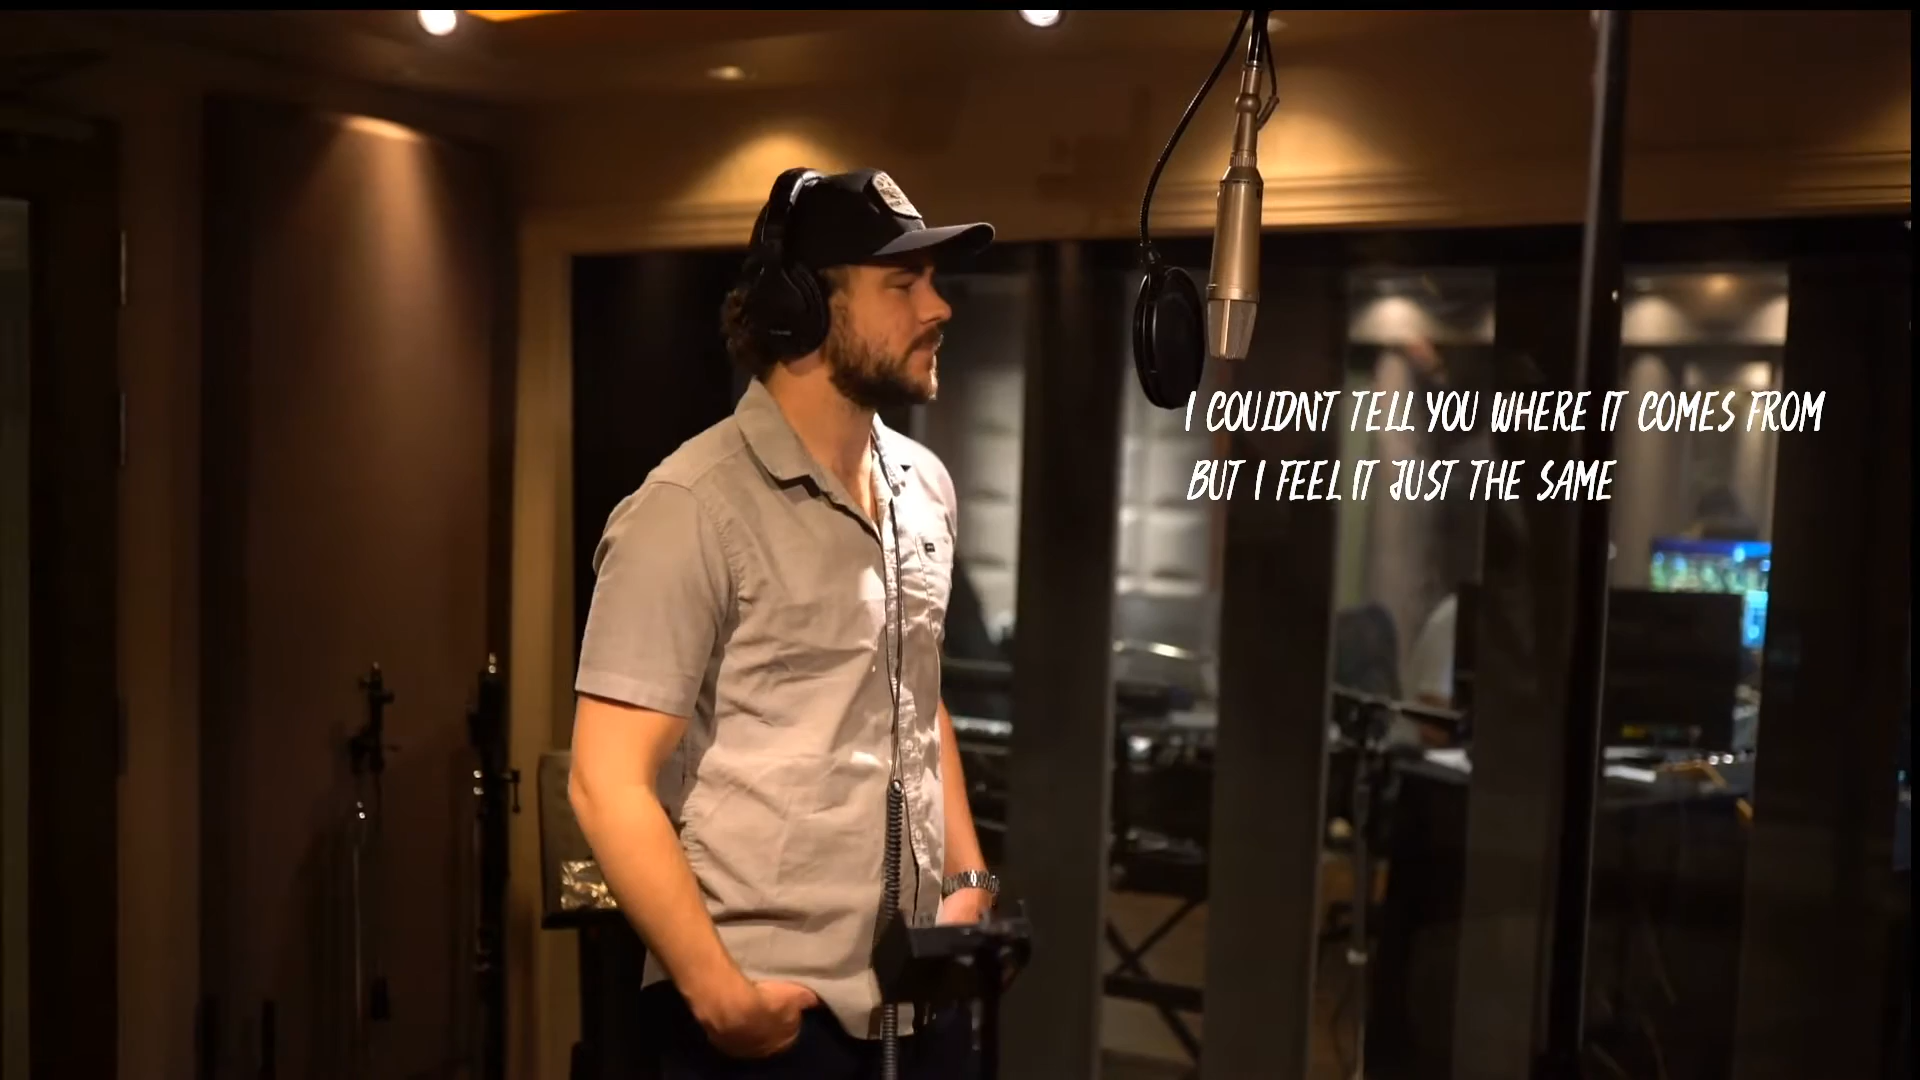 I COULDN'T TELL YOU WHERE IT COMES FROM
BUT I FEEL IT JUST THE SAME